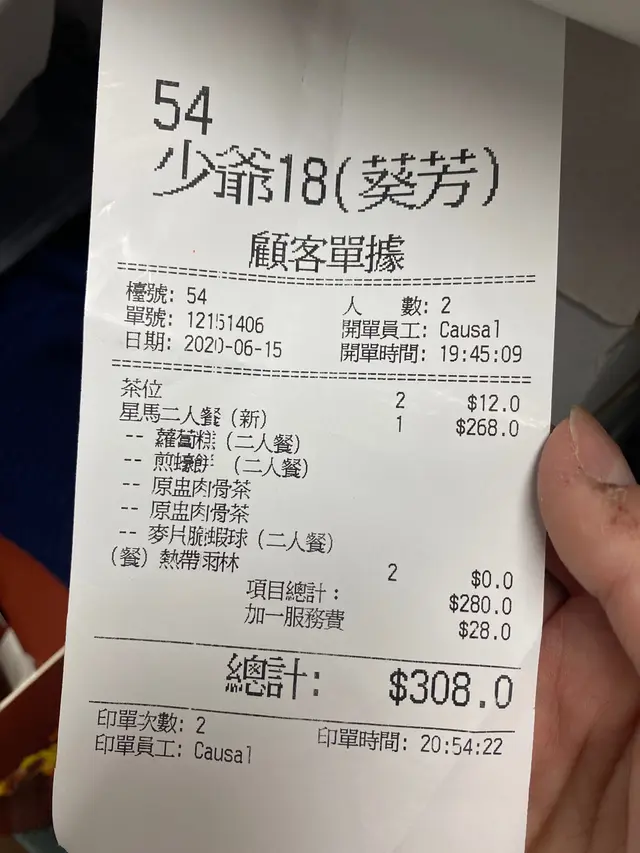 54
少爺18(葵芳)
顧客單據
檯號: 54 人 數: 2
單號: 12151406 開單員工: Causal
日期: 2020-06-15 開單時間: 19:45:09
茶位 2 $12.0
星馬二人餐 (新) 1 $268.0
-- 蘿蔔糕 (二人餐)
-- 煎蠔餅 (二人餐)
-- 原盅肉骨茶
-- 原盅肉骨茶
-- 麥片脆蝦球 (二人餐)
(餐) 熱帶雨林 2 $0.0
項目總計: $280.0
加一服務費 $28.0
總計: $308.0
印單次數: 2 印單時間: 20:54:22
印單員工: Causal